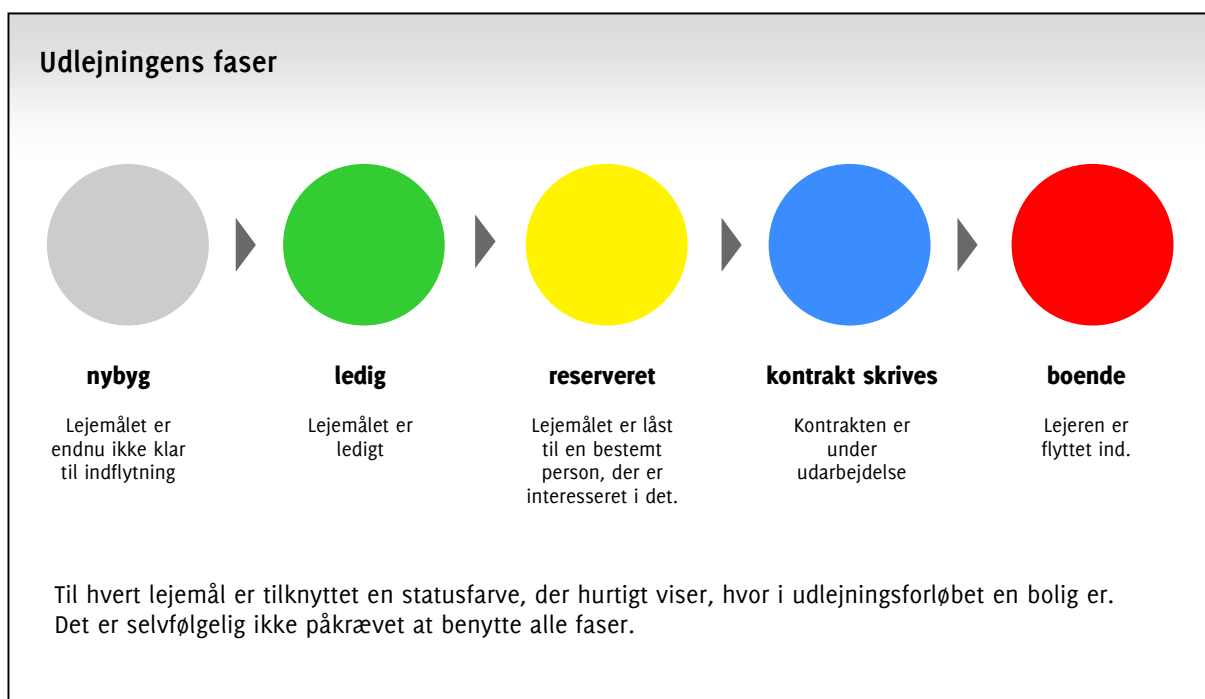 Udlejningens faser
nybyg
Lejemålet er
endnu ikke klar
til indflytning
ledig
Lejemålet er
ledigt
reserveret
Lejemålet er låst
til en bestemt
person, der er
interesseret i det.
kontrakt skrives
Kontrakten er
under
udarbejdelse
boende
Lejeren er
flyttet ind.
Til hvert lejemål er tilknyttet en statusfarve, der hurtigt viser, hvor i udlejningsforløbet en bolig er.
Det er selvfølgelig ikke påkrævet at benytte alle faser.